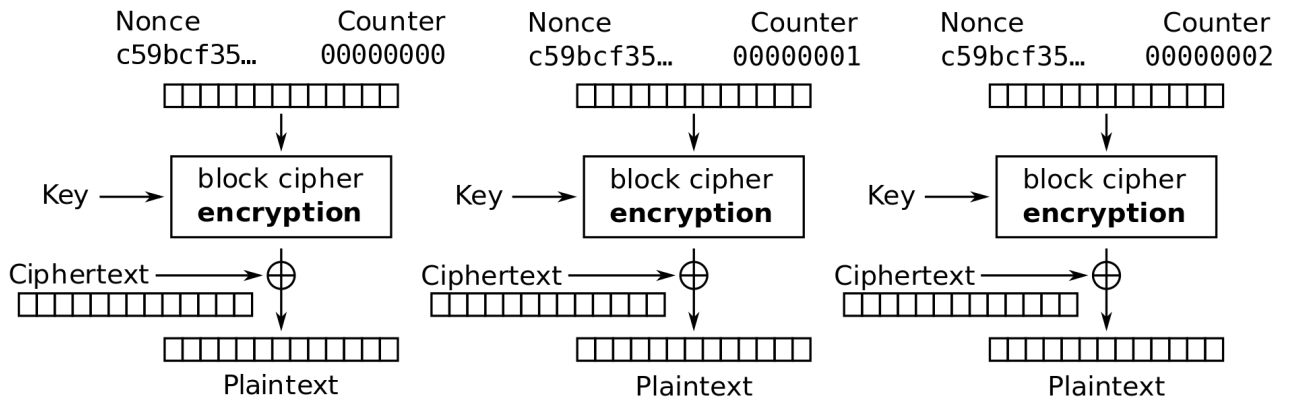 Nonce Counter Nonce Counter Nonce Counter
c59bcf35… 00000000 c59bcf35… 00000001 c59bcf35… 00000002
block cipher block cipher block cipher
Key encryption Key encryption Key encryption
Ciphertext Ciphertext Ciphertext
Plaintext Plaintext Plaintext